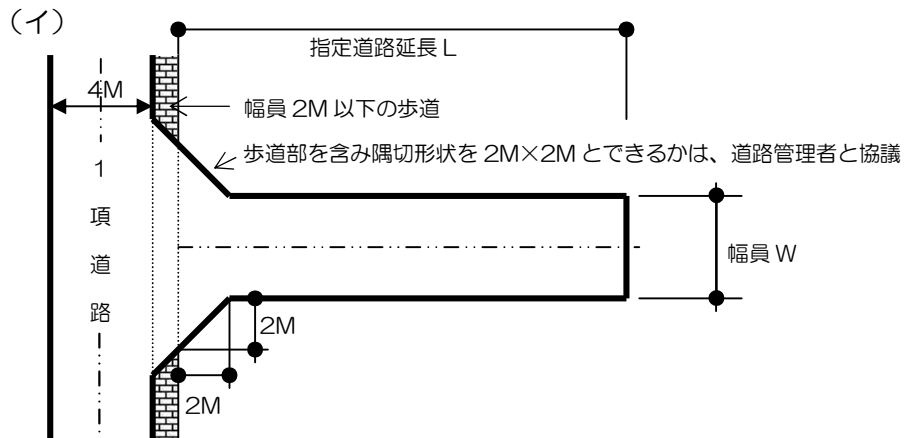 （イ）
指定道路延長L
4M
幅員2M以下の歩道
歩道部を含み隅切形状を2M×2Mとできるかは、道路管理者と協議
1項道路
幅員W
2M
2M